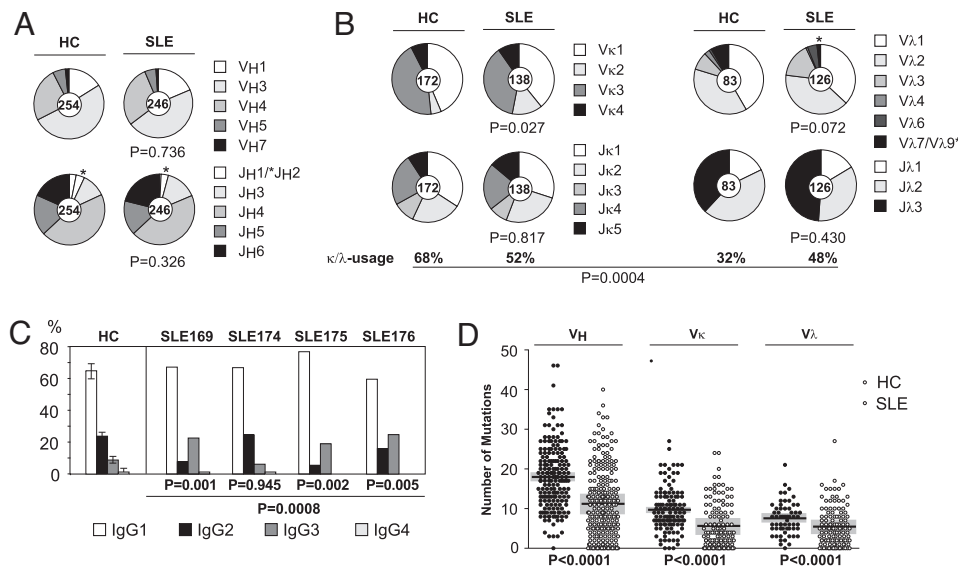 A
HC SLE
254 246
VH1
VH3
VH4
VH5
VH7
P=0.736
* *
254 246
JH1/*JH2
JH3
JH4
JH5
JH6
P=0.326
B
HC SLE HC SLE
172 138
Vκ1
Vκ2
Vκ3
Vκ4
P=0.027
*
83 126
Vλ1
Vλ2
Vλ3
Vλ4
Vλ6
Vλ7/Vλ9*
P=0.072
172 138
Jκ1
Jκ2
Jκ3
Jκ4
Jκ5
P=0.817
83 126
Jλ1
Jλ2
Jλ3
P=0.430
κ/λ-usage 68% 52% 32% 48%
P=0.0004
C
%
HC SLE169 SLE174 SLE175 SLE176
80
60
40
20
0
P=0.001 P=0.945 P=0.002 P=0.005
P=0.0008
IgG1 IgG2 IgG3 IgG4
D
VH Vκ Vλ
Number of Mutations
50
40
30
20
10
0
HC
SLE
P<0.0001 P<0.0001 P<0.0001